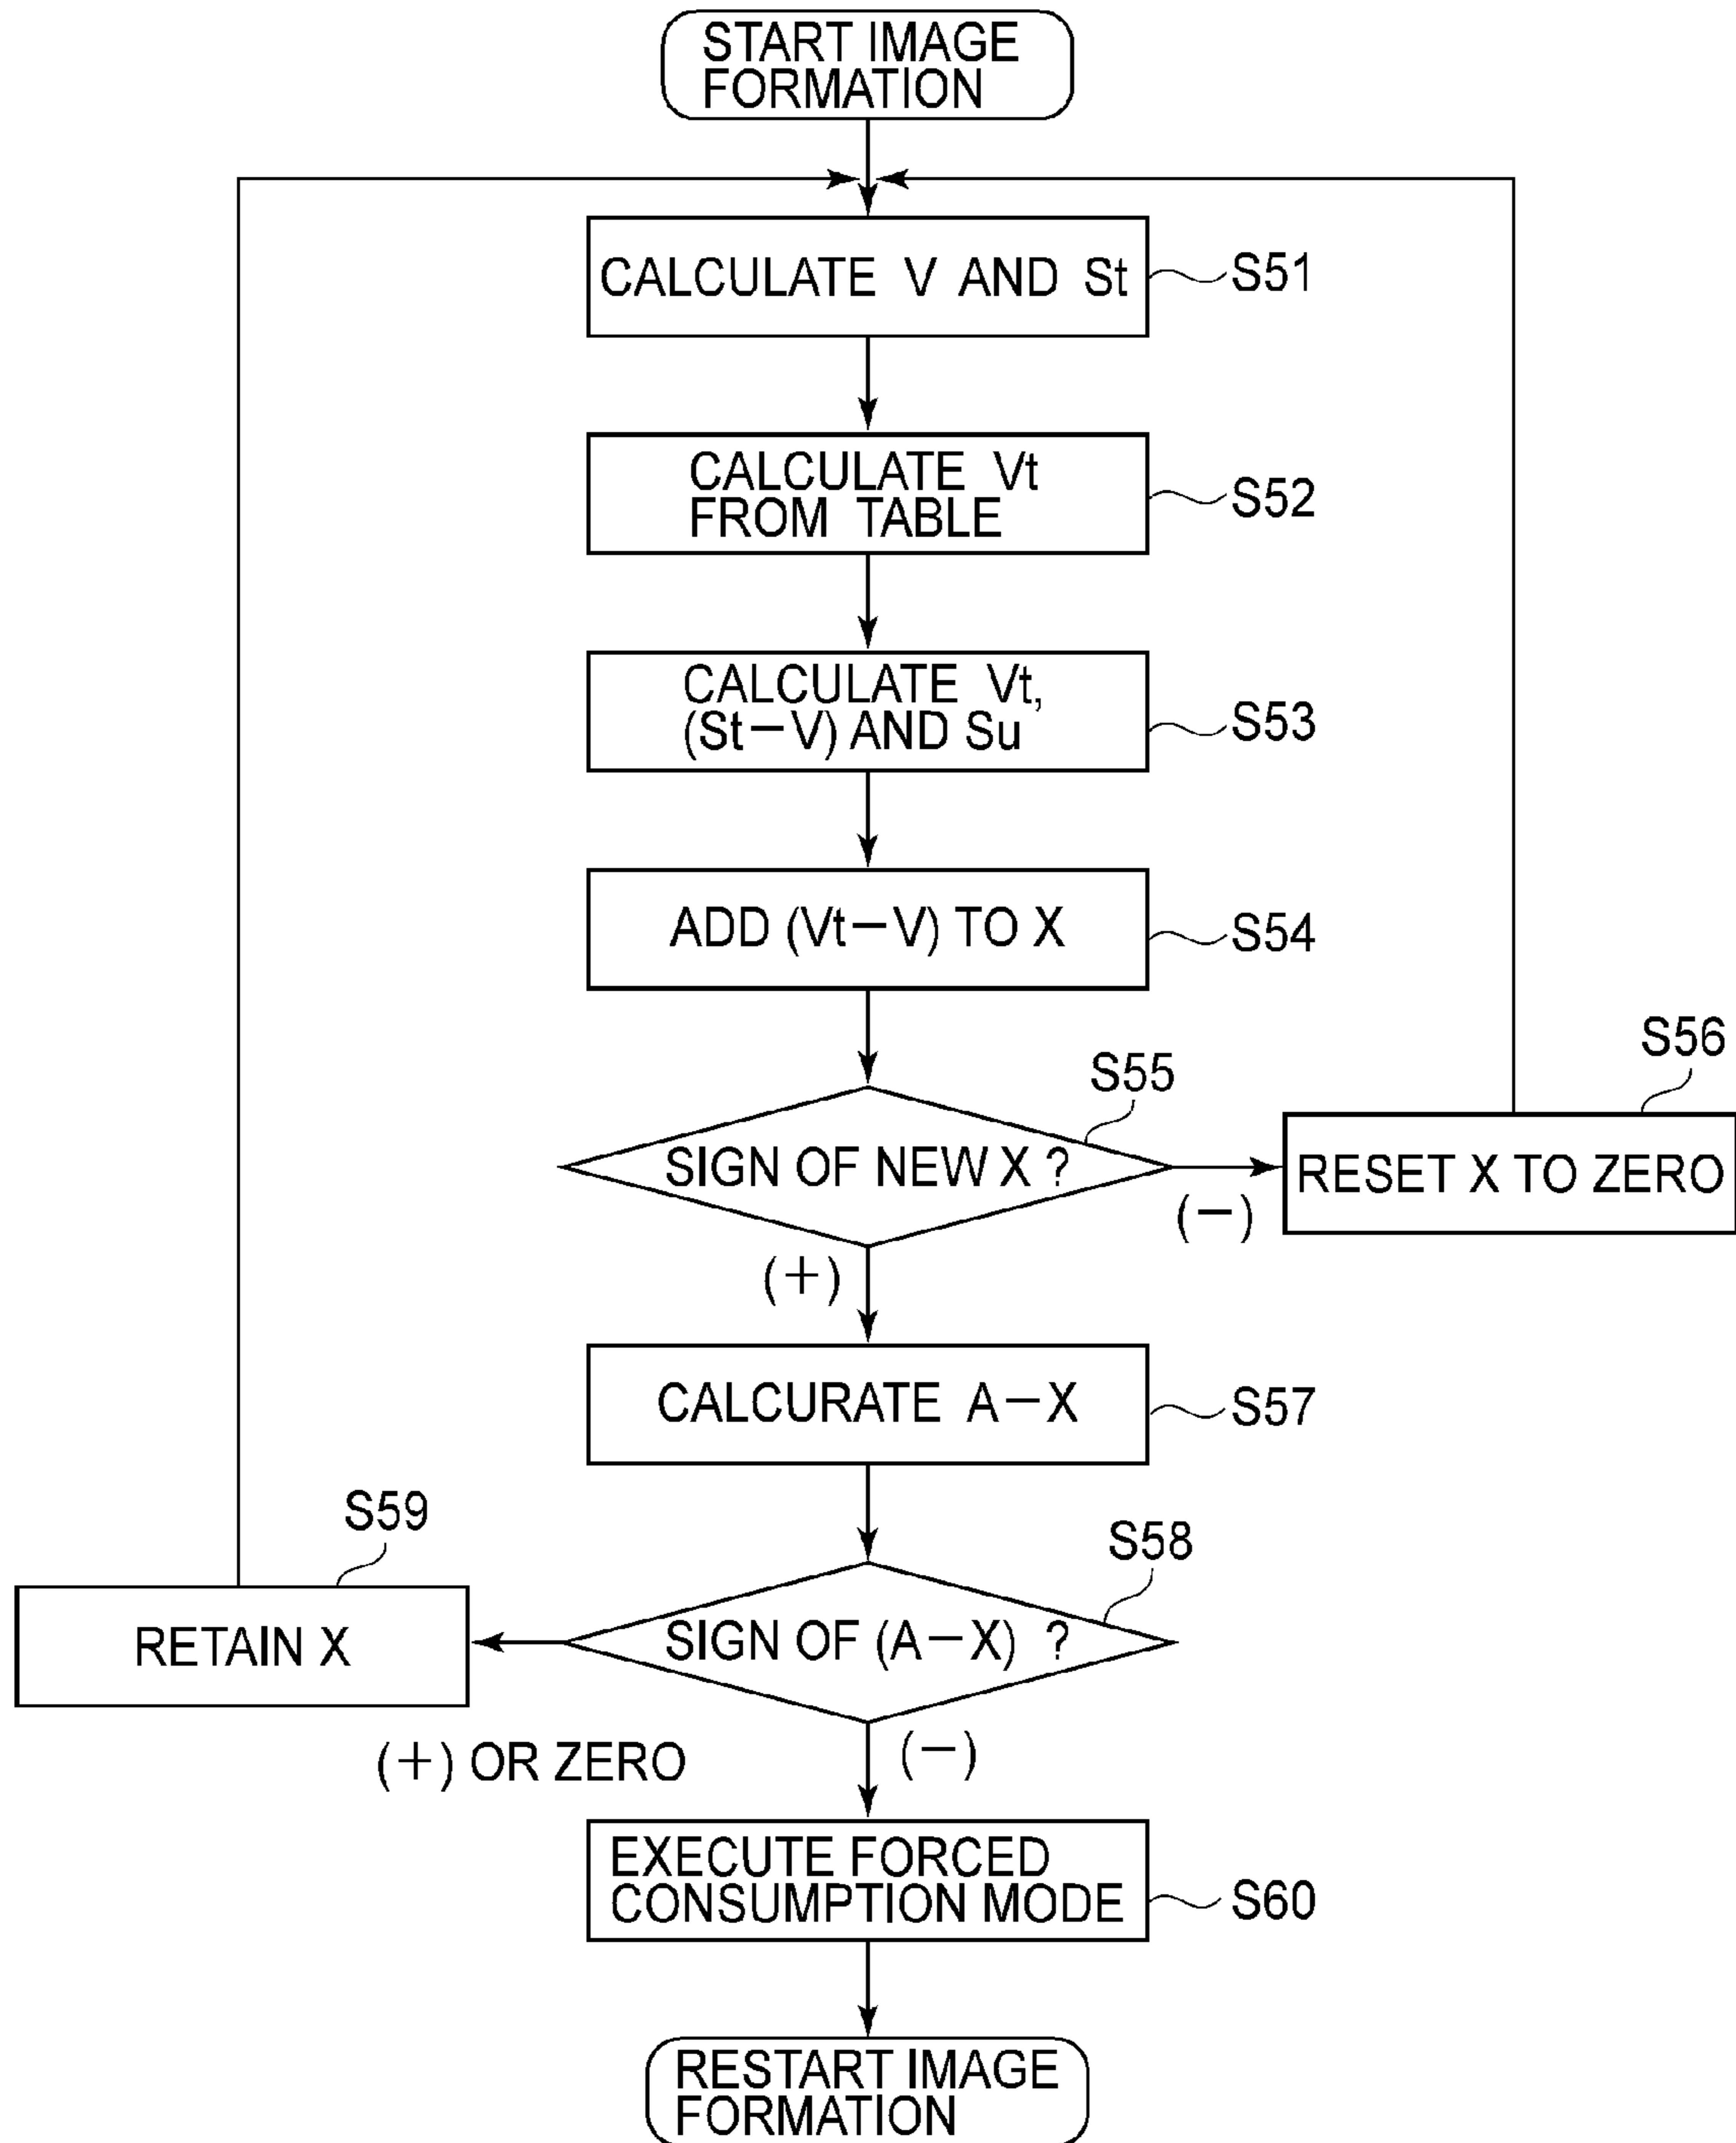 START IMAGE
FORMATION
CALCULATE V AND St
S51
CALCULATE Vt
FROM TABLE
S52
CALCULATE Vt,
(St－V) AND Su
S53
ADD (Vt－V) TO X
S54
S55
SIGN OF NEW X ?
S56
RESET X TO ZERO
(－)
(＋)
CALCURATE A－X
S57
S59
S58
RETAIN X
SIGN OF (A－X) ?
(＋) OR ZERO
(－)
EXECUTE FORCED
CONSUMPTION MODE
S60
RESTART IMAGE
FORMATION